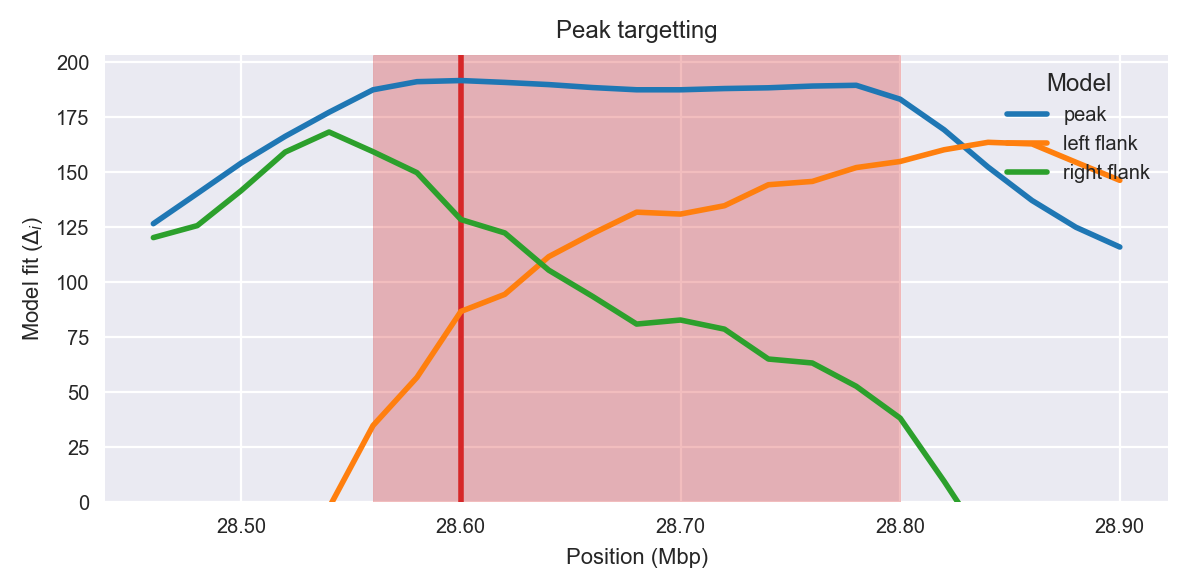 Peak targetting
Model fit (Δi)
200
175
150
125
100
75
50
25
0
Model
peak
left flank
right flank
28.50 28.60 28.70 28.80 28.90
Position (Mbp)